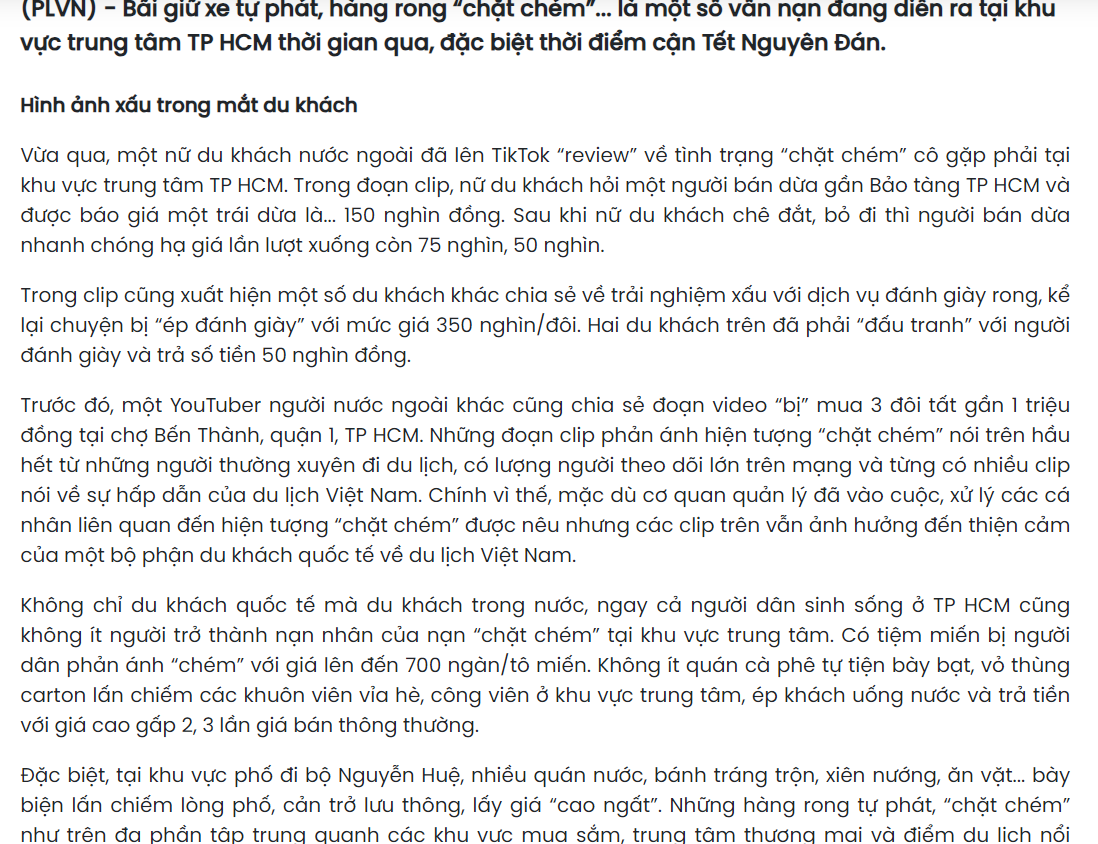 (PLVN) - Bãi giữ xe tự phát, hàng rong “chặt chém”... là một số vấn nạn đang diễn ra tại khu
vực trung tâm TP HCM thời gian qua, đặc biệt thời điểm cận Tết Nguyên Đán.
Hình ảnh xấu trong mắt du khách
Vừa qua, một nữ du khách nước ngoài đã lên TikTok “review” về tình trạng “chặt chém” cô gặp phải tại
khu vực trung tâm TP HCM. Trong đoạn clip, nữ du khách hỏi một người bán dừa gần Bảo tàng TP HCM và
được báo giá một trái dừa là... 150 nghìn đồng. Sau khi nữ du khách chê đắt, bỏ đi thì người bán dừa
nhanh chóng hạ giá lần lượt xuống còn 75 nghìn, 50 nghìn.
Trong clip cũng xuất hiện một số du khách khác chia sẻ về trải nghiệm xấu với dịch vụ đánh giày rong, kể
lại chuyện bị “ép đánh giày” với mức giá 350 nghìn/đôi. Hai du khách trên đã phải “đấu tranh” với người
đánh giày và trả số tiền 50 nghìn đồng.
Trước đó, một YouTuber người nước ngoài khác cũng chia sẻ đoạn video “bị” mua 3 đôi tất gần 1 triệu
đồng tại chợ Bến Thành, quận 1, TP HCM. Những đoạn clip phản ánh hiện tượng “chặt chém” nói trên hầu
hết từ những người thường xuyên đi du lịch, có lượng người theo dõi lớn trên mạng và từng có nhiều clip
nói về sự hấp dẫn của du lịch Việt Nam. Chính vì thế, mặc dù cơ quan quản lý đã vào cuộc, xử lý các cá
nhân liên quan đến hiện tượng “chặt chém” được nêu nhưng các clip trên vẫn ảnh hưởng đến thiện cảm
của một bộ phận du khách quốc tế về du lịch Việt Nam.
Không chỉ du khách quốc tế mà du khách trong nước, ngay cả người dân sinh sống ở TP HCM cũng
không ít người trở thành nạn nhân của nạn “chặt chém” tại khu vực trung tâm. Có tiệm miến bị người
dân phản ánh “chém” với giá lên đến 700 ngàn/tô miến. Không ít quán cà phê tự tiện bày bạt, vỏ thùng
carton lấn chiếm các khuôn viên vỉa hè, công viên ở khu vực trung tâm, ép khách uống nước và trả tiền
với giá cao gấp 2, 3 lần giá bán thông thường.
Đặc biệt, tại khu vực phố đi bộ Nguyễn Huệ, nhiều quán nước, bánh tráng trộn, xiên nướng, ăn vặt... bày
biện lấn chiếm lòng phố, cản trở lưu thông, lấy giá “cao ngất”. Những hàng rong tự phát, “chặt chém”
như trên đa phần tập trung quanh các khu vực mua sắm, trung tâm thương mại và điểm du lịch nổi